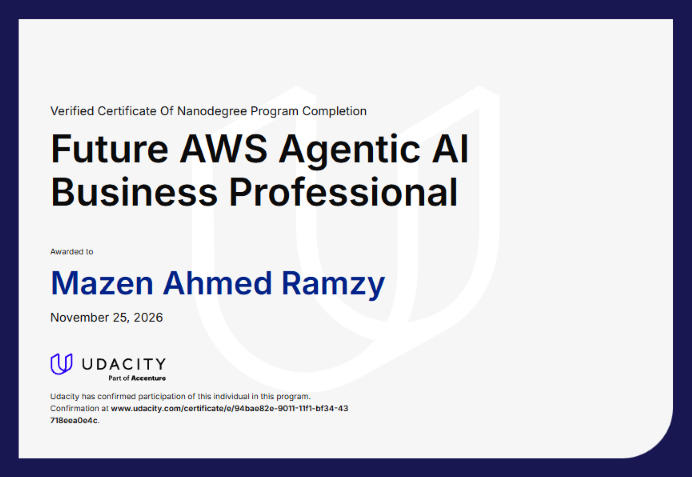 Verified Certificate Of Nanodegree Program Completion
Future AWS Agentic AI
Business Professional
Awarded to
Mazen Ahmed Ramzy
November 25, 2026
UDACITY
Part of Accenture
Udacity has confirmed participation of this individual in this program.
Confirmation at www.udacity.com/certificate/e/94bae82e-9011-11f1-bf34-43
718eea0e4c.